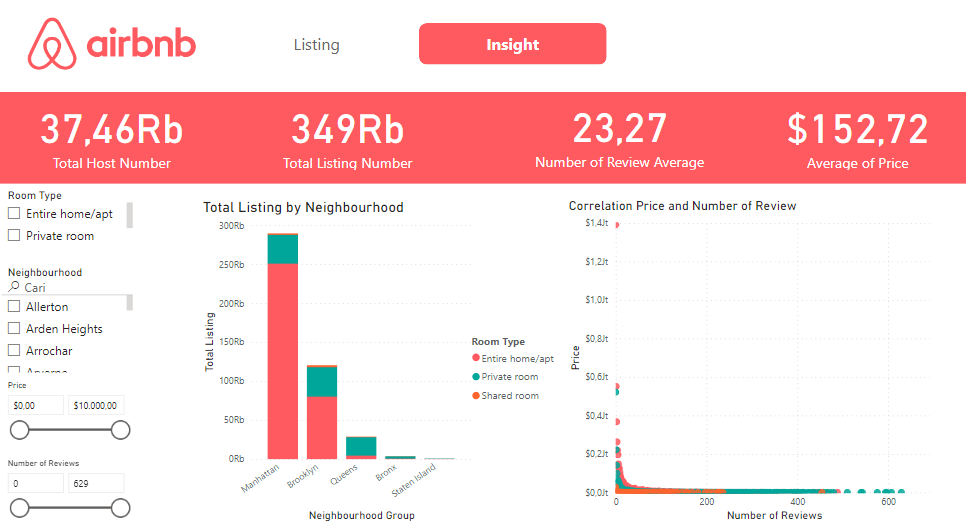 airbnb
Listing
Insight
37,46Rb
Total Host Number
349Rb
Total Listing Number
23,27
Number of Review Average
$152,72
Average of Price
Room Type
Entire home/apt
Private room
Neighbourhood
Cari
Allerton
Arden Heights
Arrochar
Arverne
Price
$0,00
$10.000,00
Number of Reviews
0
629
Total Listing by Neighbourhood
300Rb
250Rb
200Rb
150Rb
100Rb
50Rb
0Rb
Total Listing
Manhattan
Brooklyn
Queens
Bronx
Staten Island
Neighbourhood Group
Room Type
Entire home/apt
Private room
Shared room
Correlation Price and Number of Review
$1,4Jt
$1,2Jt
$1,0Jt
$0,8Jt
$0,6Jt
$0,4Jt
$0,2Jt
$0,0Jt
Price
0
200
400
600
Number of Reviews